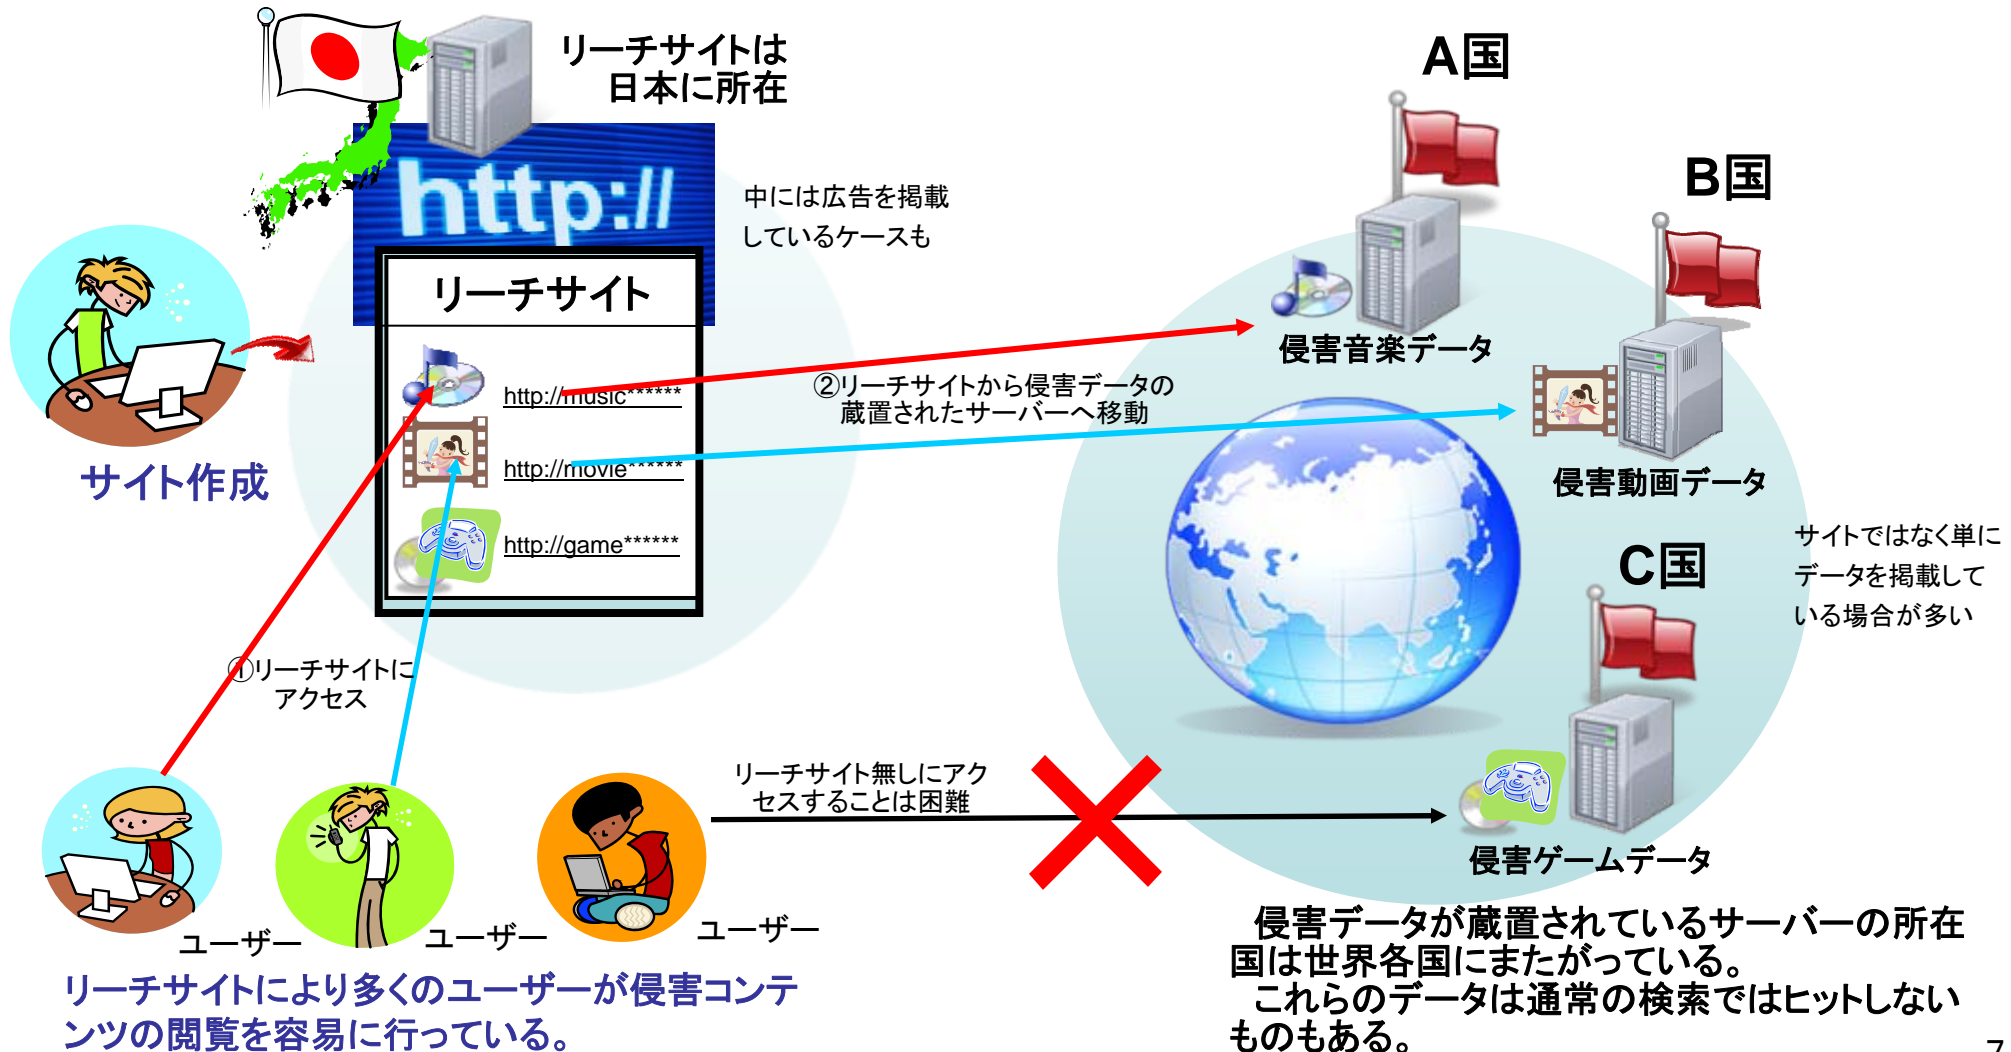 リーチサイトは
日本に所在
http://
中には広告を掲載
しているケースも
リーチサイト
http://music******
http://movie******
http://game******
サイト作成
①リーチサイトに
アクセス
②リーチサイトから侵害データの
蔵置されたサーバーへ移動
A国
侵害音楽データ
B国
侵害動画データ
C国
侵害ゲームデータ
サイトではなく単に
データを掲載して
いる場合が多い
リーチサイト無しにアク
セスすることは困難
ユーザー
ユーザー
ユーザー
リーチサイトにより多くのユーザーが侵害コンテ
ンツの閲覧を容易に行っている。
侵害データが蔵置されているサーバーの所在
国は世界各国にまたがっている。
これらのデータは通常の検索ではヒットしない
ものもある。
7